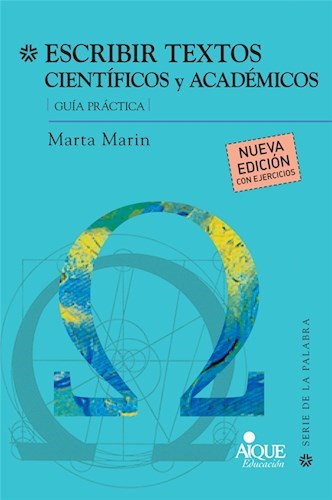 * ESCRIBIR TEXTOS
CIENTÍFICOS y ACADÉMICOS
| GUÍA PRÁCTICA |
Marta Marin
NUEVA
EDICIÓN
CON EJERCICIOS
SERIE DE LA PALABRA
AIQUE
Educación